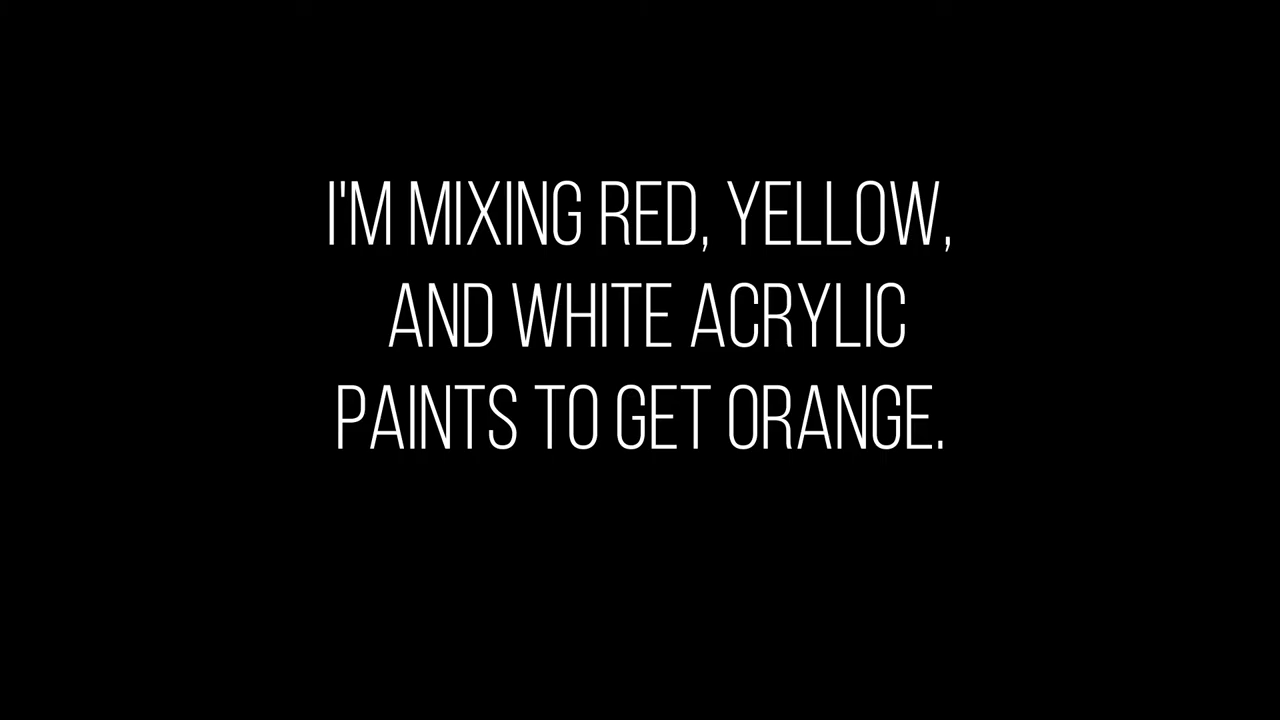 I'M MIXING RED, YELLOW,
AND WHITE ACRYLIC
PAINTS TO GET ORANGE.